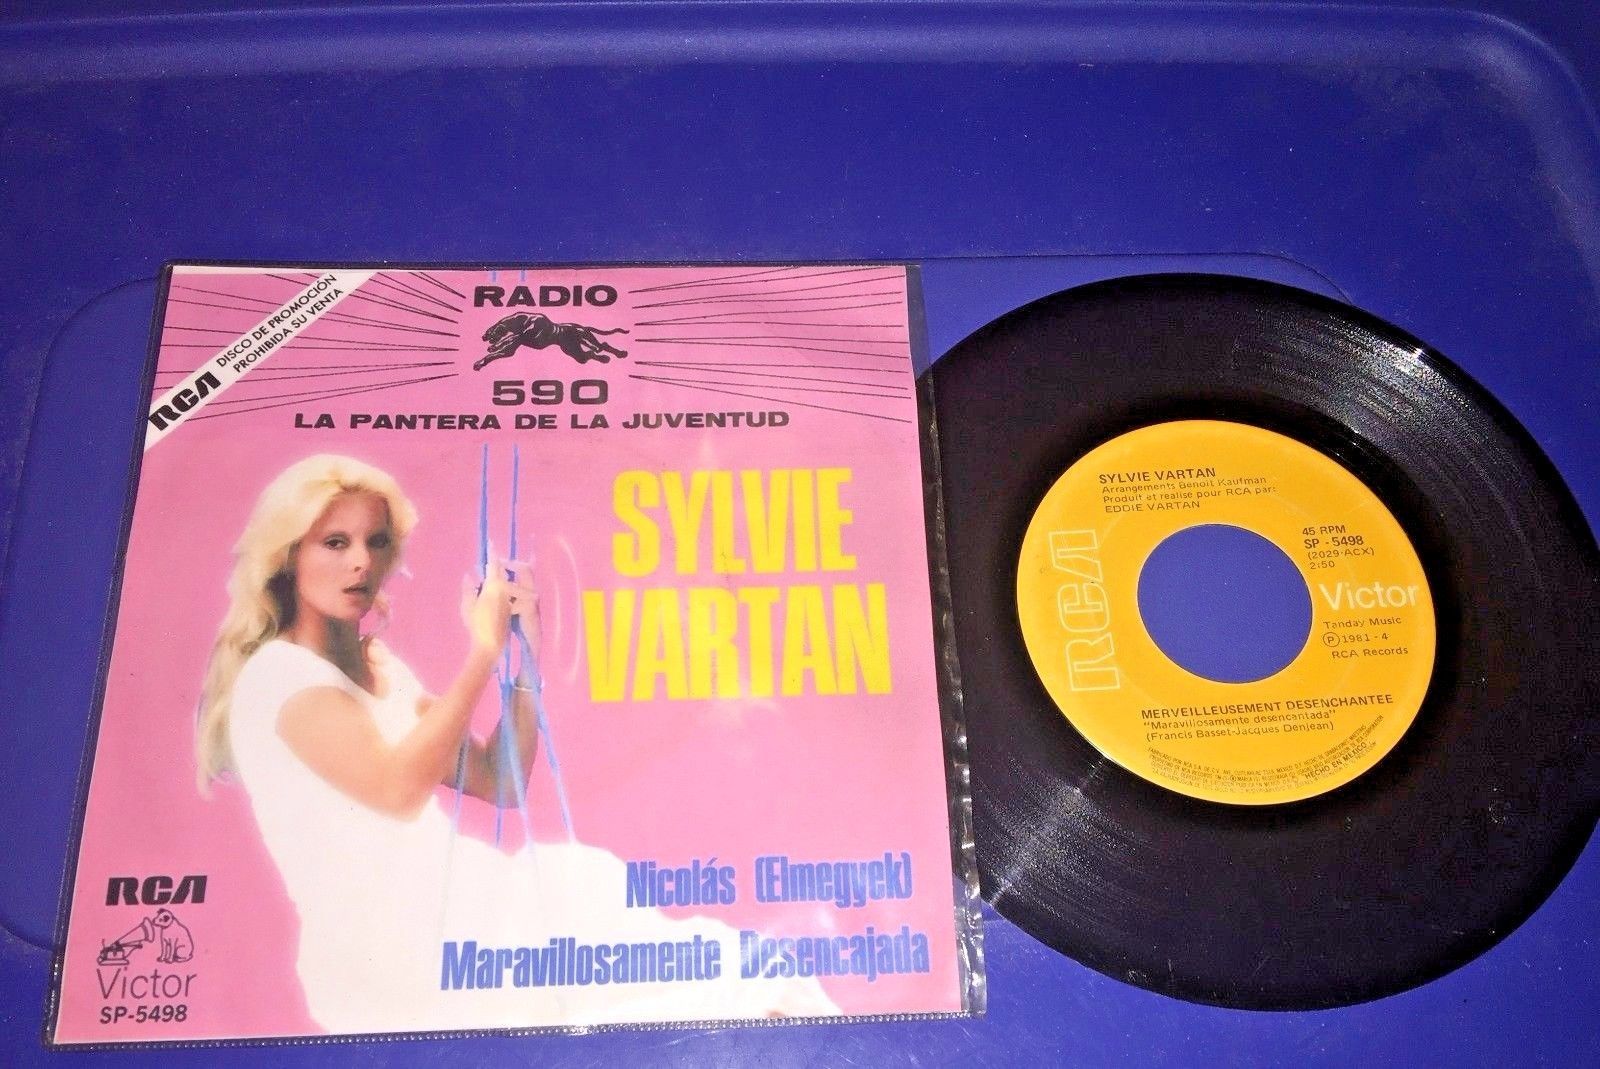 RCA DISCO DE PROMOCIÓN
PROHIBIDA SU VENTA
RADIO
590
LA PANTERA DE LA JUVENTUD
SYLVIE
VARTAN
Nicolás (Elmegyek)
Maravillosamente Desencajada
RCA
Victor
SP-5498
SYLVIE VARTAN
Arrangements Benoit Kaufman
Produit et realise pour RCA par:
EDDIE VARTAN
45 RPM
SP - 5498
(2029-ACX)
2:50
RCA
Victor
Tanday Music
Ⓟ 1981 - 4
RCA Records
MERVEILLEUSEMENT DESENCHANTEE
"Maravillosamente desencantada"
(Francis Basset-Jacques Denjean)
HECHO EN MEXICO